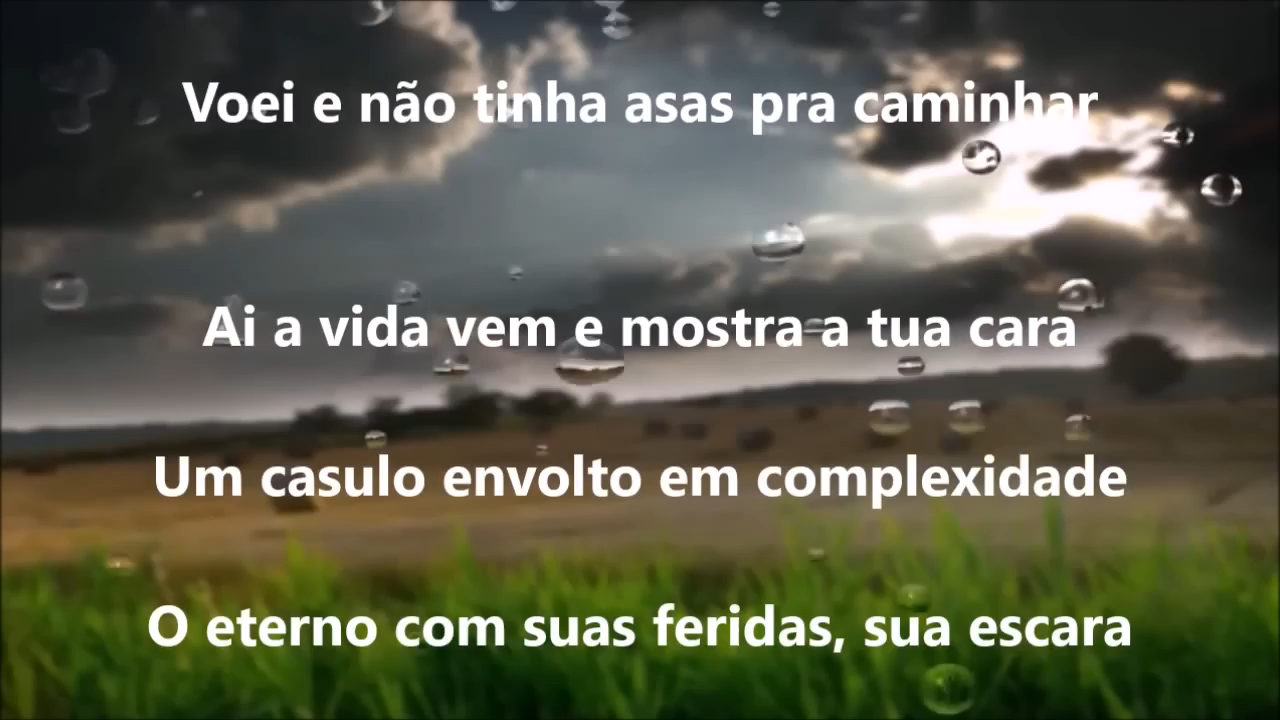 Voei e não tinha asas pra caminhar
Ai a vida vem e mostra a tua cara
Um casulo envolto em complexidade
O eterno com suas feridas, sua escara